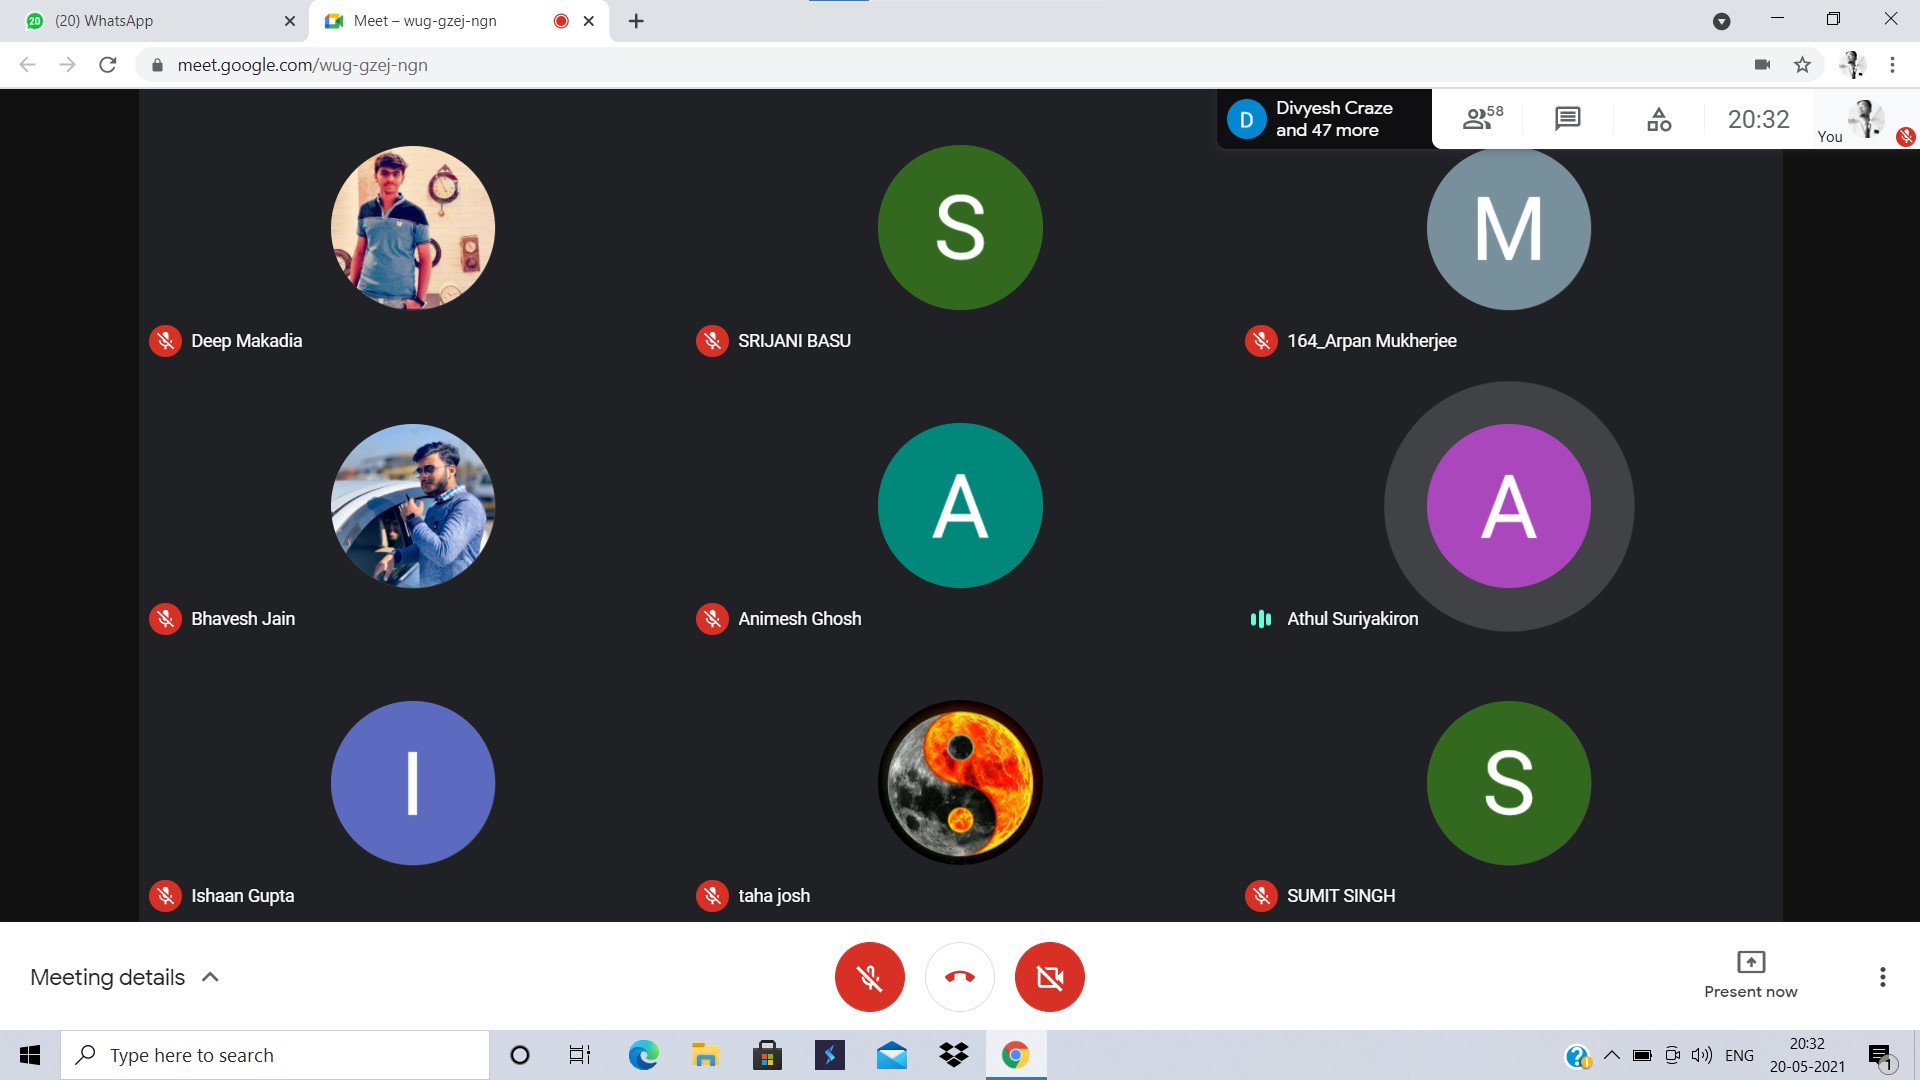 20
(20) WhatsApp
Meet – wug-gzej-ngn
meet.google.com/wug-gzej-ngn
D
Divyesh Craze
and 47 more
58
20:32
You
S
M
Deep Makadia
SRIJANI BASU
164_Arpan Mukherjee
A
A
Bhavesh Jain
Animesh Ghosh
Athul Suriyakiron
I
S
Ishaan Gupta
taha josh
SUMIT SINGH
Meeting details
Present now
Type here to search
ENG
20:32
20-05-2021
1